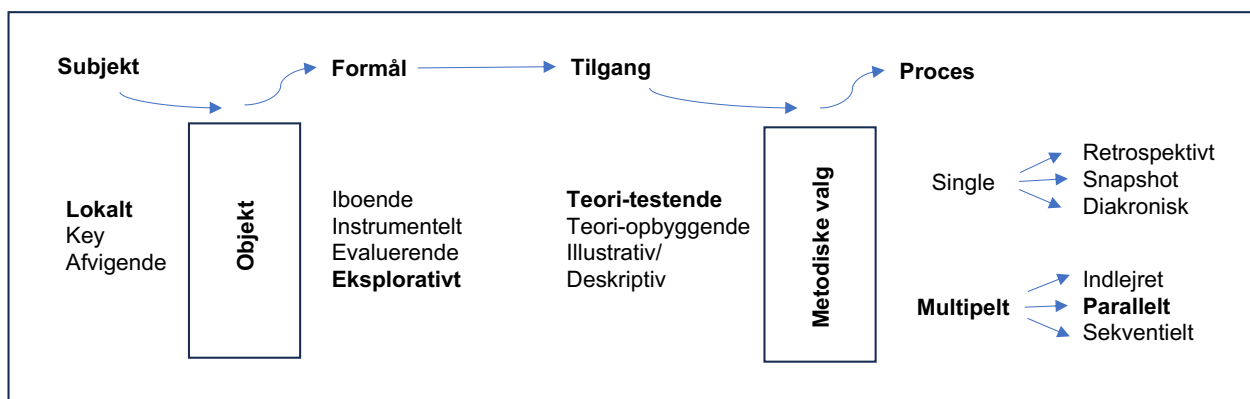 Subjekt
Formål
Tilgang
Proces
Lokalt
Key
Afvigende
Objekt
Iboende
Instrumentelt
Evaluerende
Eksplorativt
Teori-testende
Teori-opbyggende
Illustrativ/
Deskriptiv
Metodiske valg
Single
Retrospektivt
Snapshot
Diakronisk
Multipelt
Indlejret
Parallelt
Sekventielt